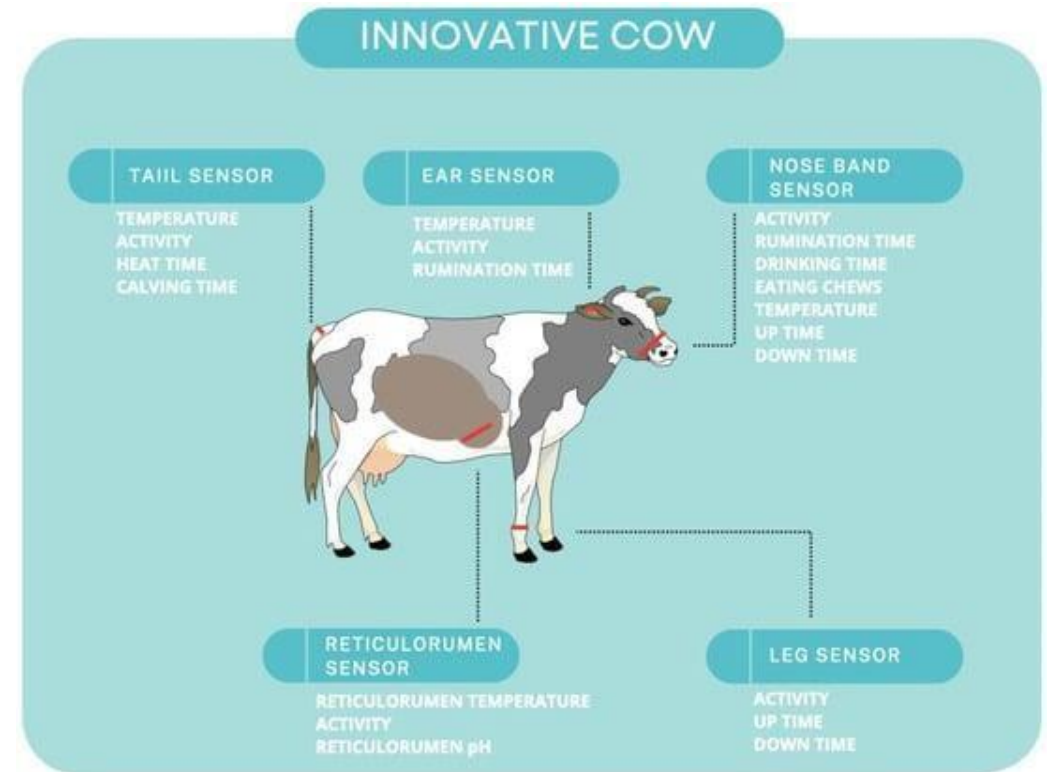 INNOVATIVE COW
TAIIL SENSOR
TEMPERATURE
ACTIVITY
HEAT TIME
CALVING TIME
EAR SENSOR
TEMPERATURE
ACTIVITY
RUMINATION TIME
NOSE BAND
SENSOR
ACTIVITY
RUMINATION TIME
DRINKING TIME
EATING CHEWS
TEMPERATURE
UP TIME
DOWN TIME
RETICULORUMEN
SENSOR
RETICULORUMEN TEMPERATURE
ACTIVITY
RETICULORUMEN pH
LEG SENSOR
ACTIVITY
UP TIME
DOWN TIME